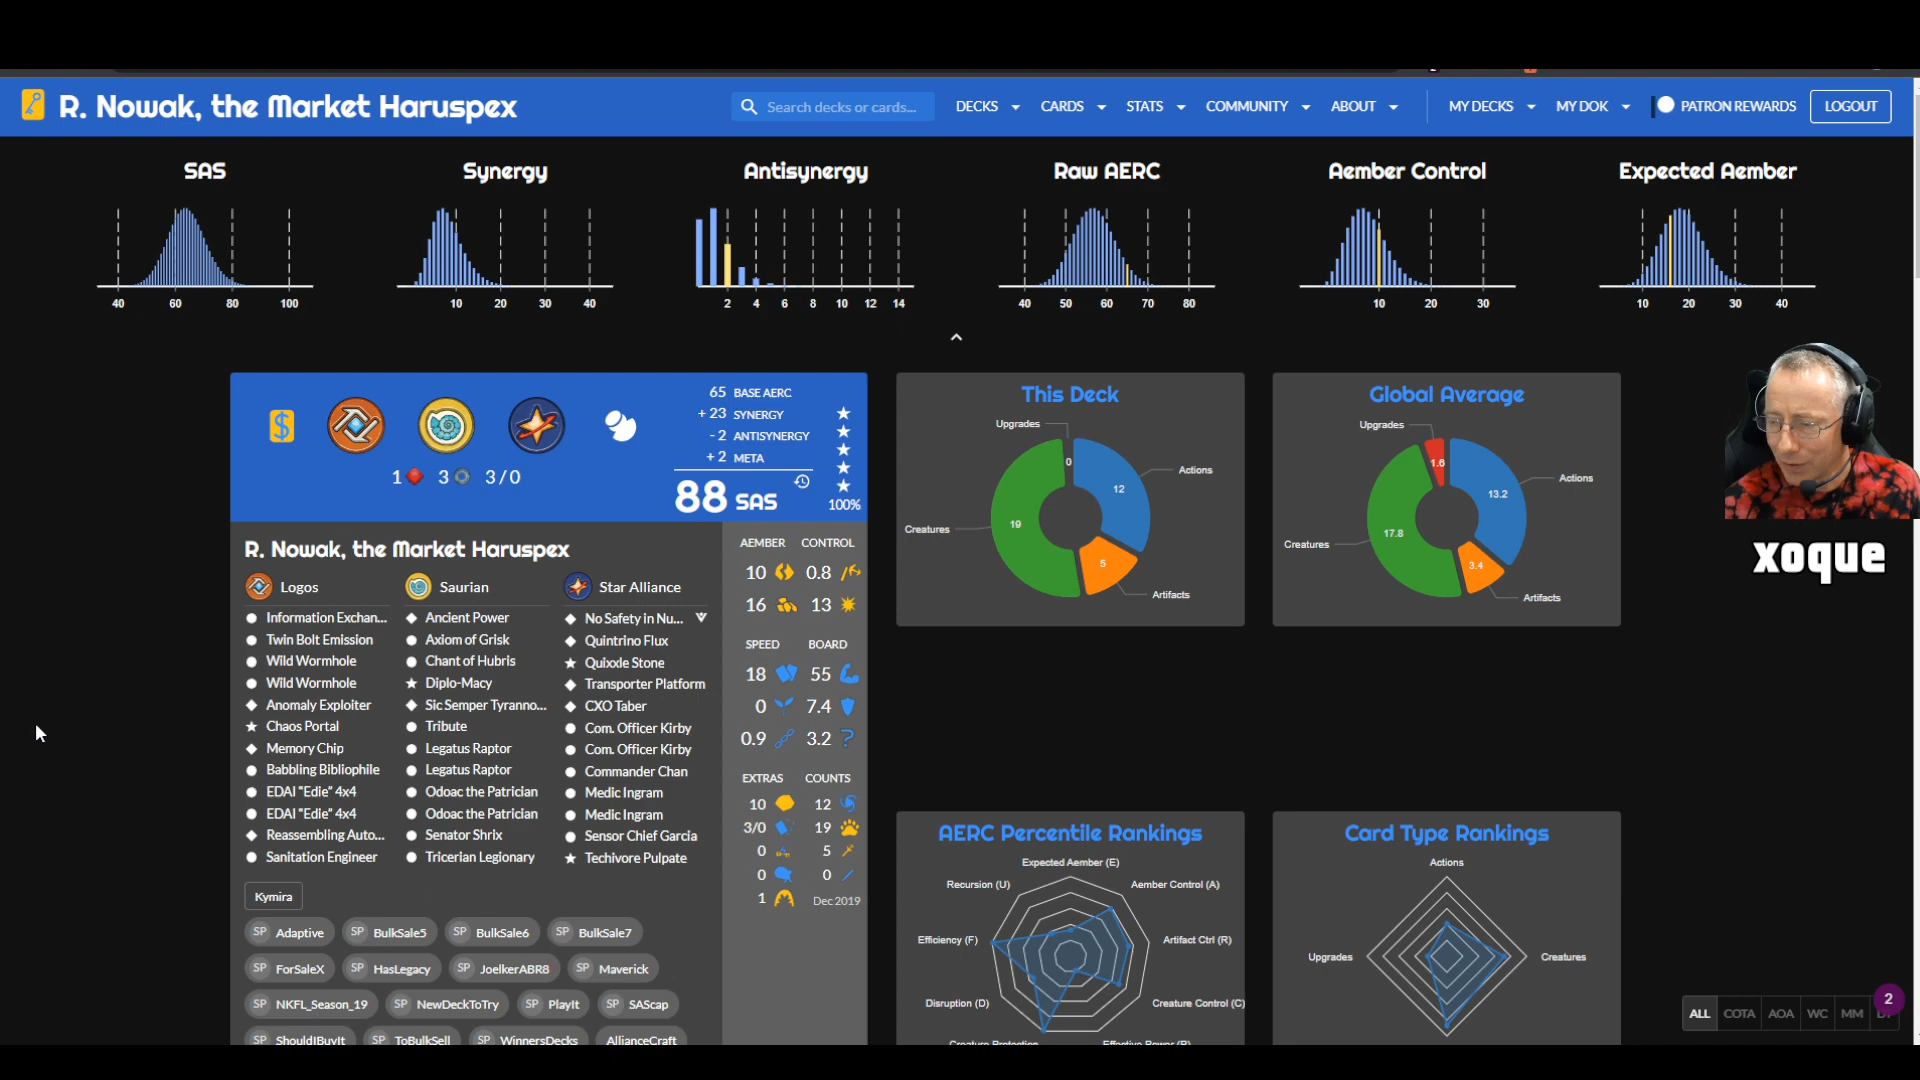 R. Nowak, the Market Haruspex
Search decks or cards...
DECKS
CARDS
STATS
COMMUNITY
ABOUT
MY DECKS
MY DOK
PATRON REWARDS
LOGOUT
SAS
Synergy
Antisynergy
Raw AERC
Aember Control
Expected Aember
40 60 80 100
10 20 30 40
2 4 6 8 10 12 14
40 50 60 70 80
10 20 30
10 20 30 40
$
65 BASE AERC
+ 23 SYNERGY
- 2 ANTISYNERGY
+ 2 META
88 SAS
100%
1 3 3/0
R. Nowak, the Market Haruspex
Logos
Information Exchan...
Twin Bolt Emission
Wild Wormhole
Wild Wormhole
Anomaly Exploiter
Chaos Portal
Memory Chip
Babbling Bibliophile
EDAI "Edie" 4x4
EDAI "Edie" 4x4
Reassembling Auto...
Sanitation Engineer
Saurian
Ancient Power
Axiom of Grisk
Chant of Hubris
Diplo-Macy
Sic Semper Tyranno...
Tribute
Legatus Raptor
Legatus Raptor
Odoac the Patrician
Odoac the Patrician
Senator Shrix
Tricerian Legionary
Star Alliance
No Safety in Nu...
Quintrino Flux
Quixxle Stone
Transporter Platform
CXO Taber
Com. Officer Kirby
Com. Officer Kirby
Commander Chan
Medic Ingram
Medic Ingram
Sensor Chief Garcia
Techivore Pulpate
AEMBER CONTROL
10 0.8
16 13
SPEED BOARD
18 55
0 7.4
0.9 3.2
EXTRAS COUNTS
10 12
3/0 19
0 5
0 0
1 Dec 2019
Kymira
SP Adaptive
SP BulkSale5
SP BulkSale6
SP BulkSale7
SP ForSaleX
SP HasLegacy
SP JoelkerABR8
SP Maverick
SP NKFL_Season_19
SP NewDeckToTry
SP PlayIt
SP SAScap
SP ShouldIBuyIt
SP ToBulkSell
SP WinnersDecks
AllianceCraft
This Deck
Upgrades
0
Actions
12
Creatures
19
5
Artifacts
Global Average
Upgrades
1.6
Actions
13.2
Creatures
17.8
3.4
Artifacts
AERC Percentile Rankings
Expected Aember (E)
Recursion (U)
Aember Control (A)
Efficiency (F)
Artifact Ctrl (R)
Disruption (D)
Creature Control (C)
Creature Protection
Effective Power (P)
Card Type Rankings
Actions
Upgrades
Creatures
xoque
2
ALL COTA AOA WC MM